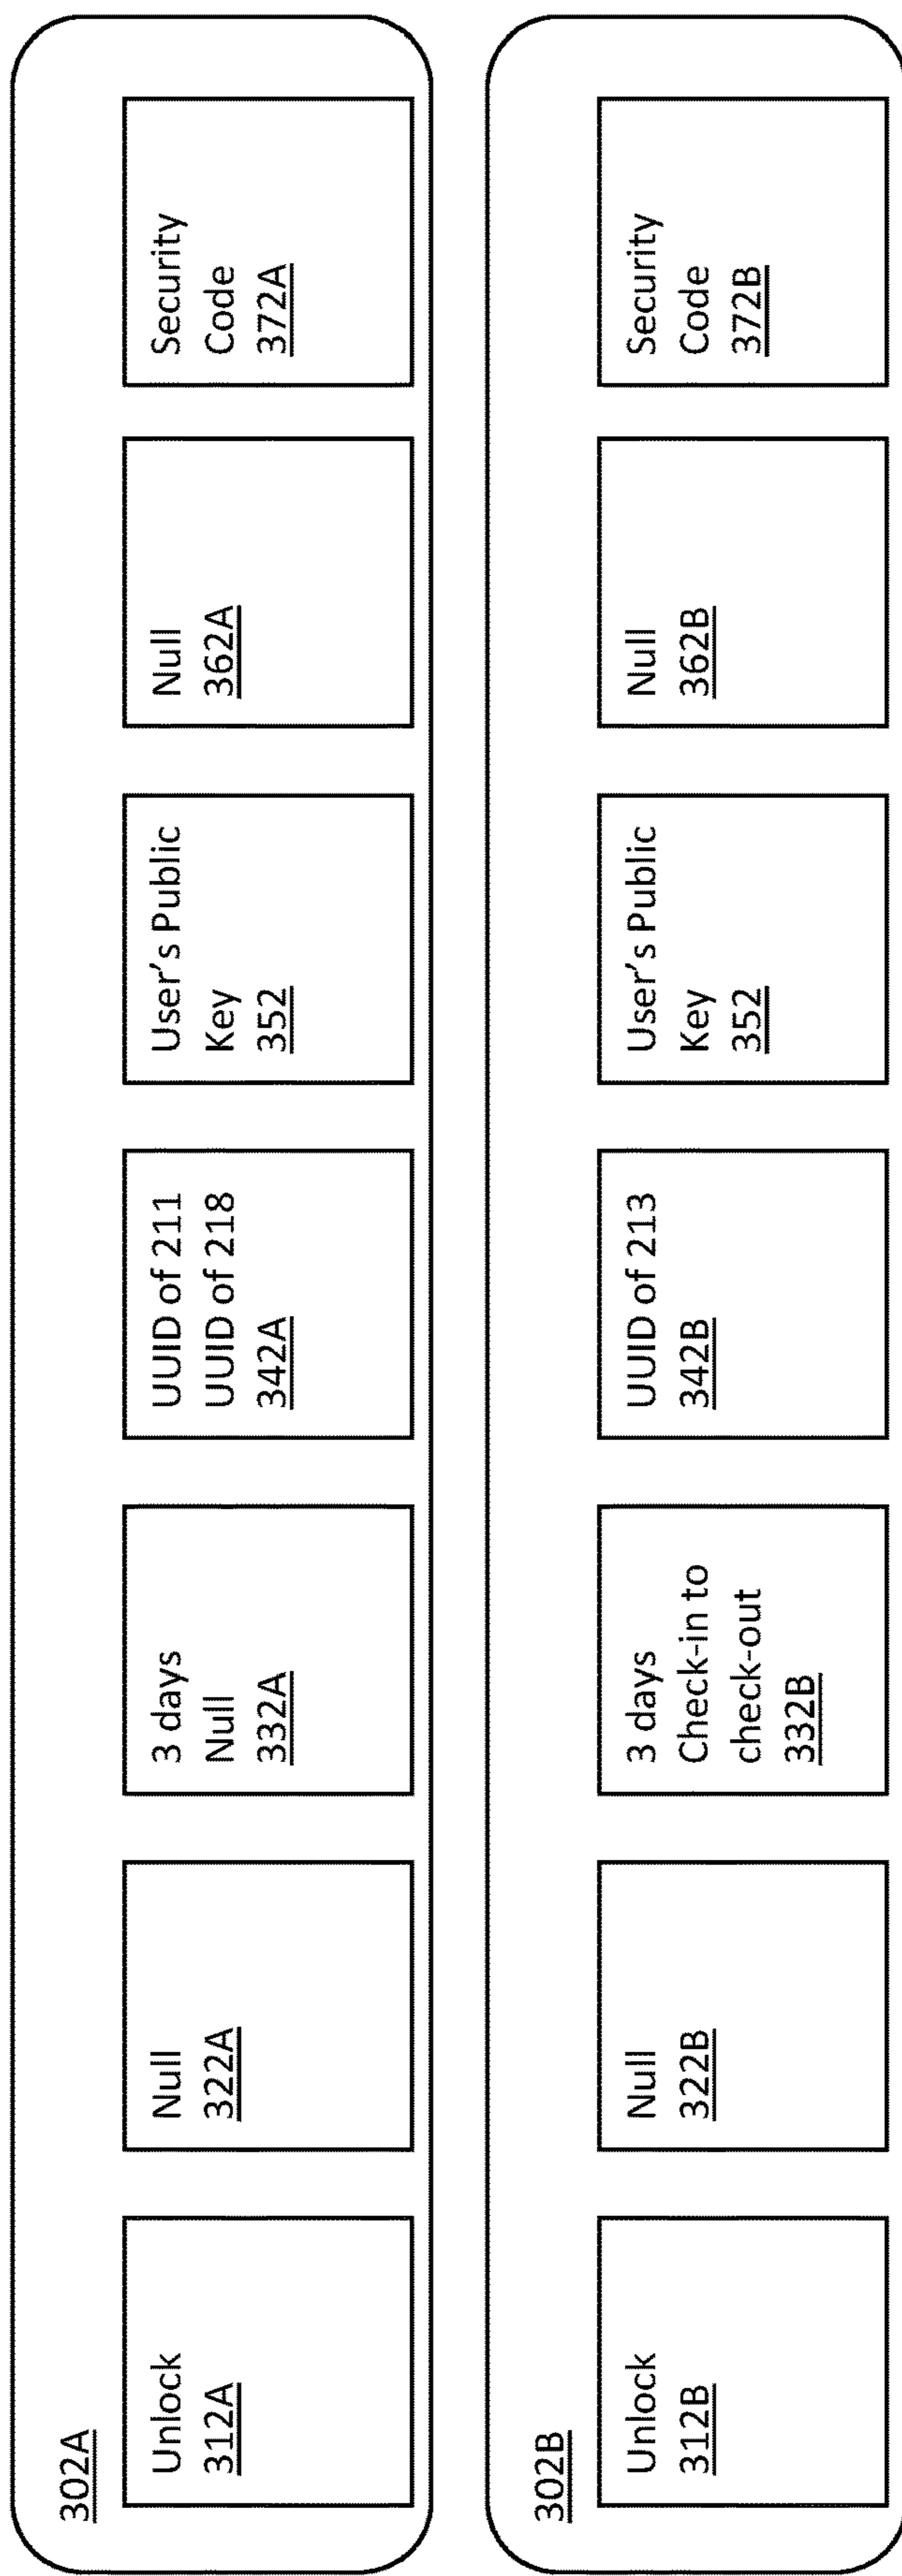 302A
Unlock
312A
Null
322A
3 days
Null
332A
UUID of 211
UUID of 218
342A
User's Public
Key
352
Null
362A
Security
Code
372A
302B
Unlock
312B
Null
322B
3 days
Check-in to
check-out
332B
UUID of 213
342B
User's Public
Key
352
Null
362B
Security
Code
372B